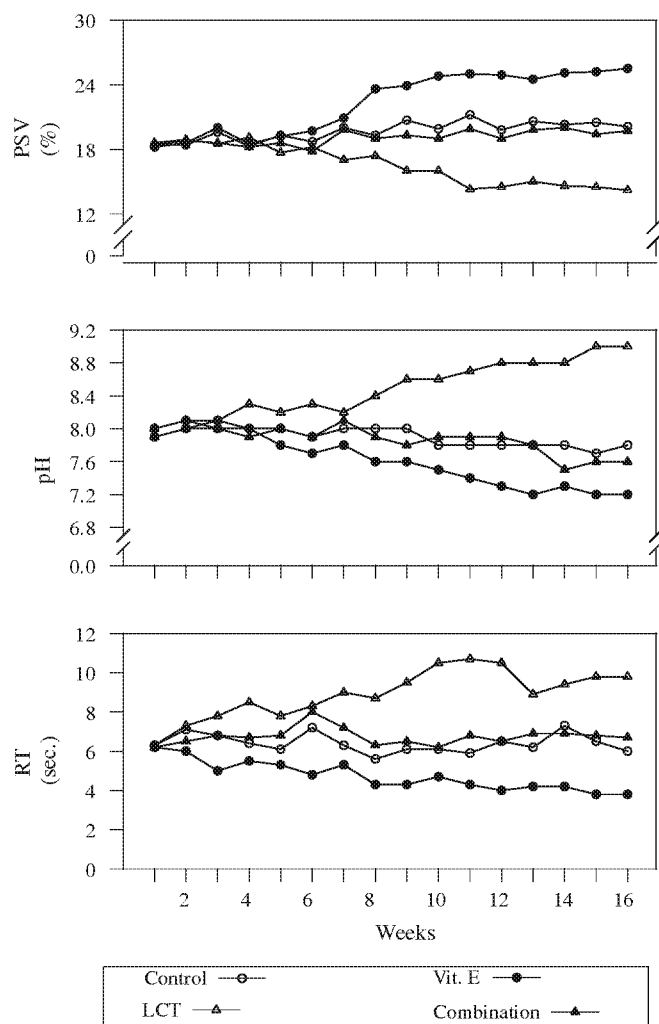 30
24
18
12
0
PSV
(%)
9.2
8.8
8.4
8.0
7.6
7.2
6.8
0.0
pH
12
10
8
6
4
2
0
RT
(sec.)
2 4 6 8 10 12 14 16
Weeks
Control Vit. E
LCT Combination